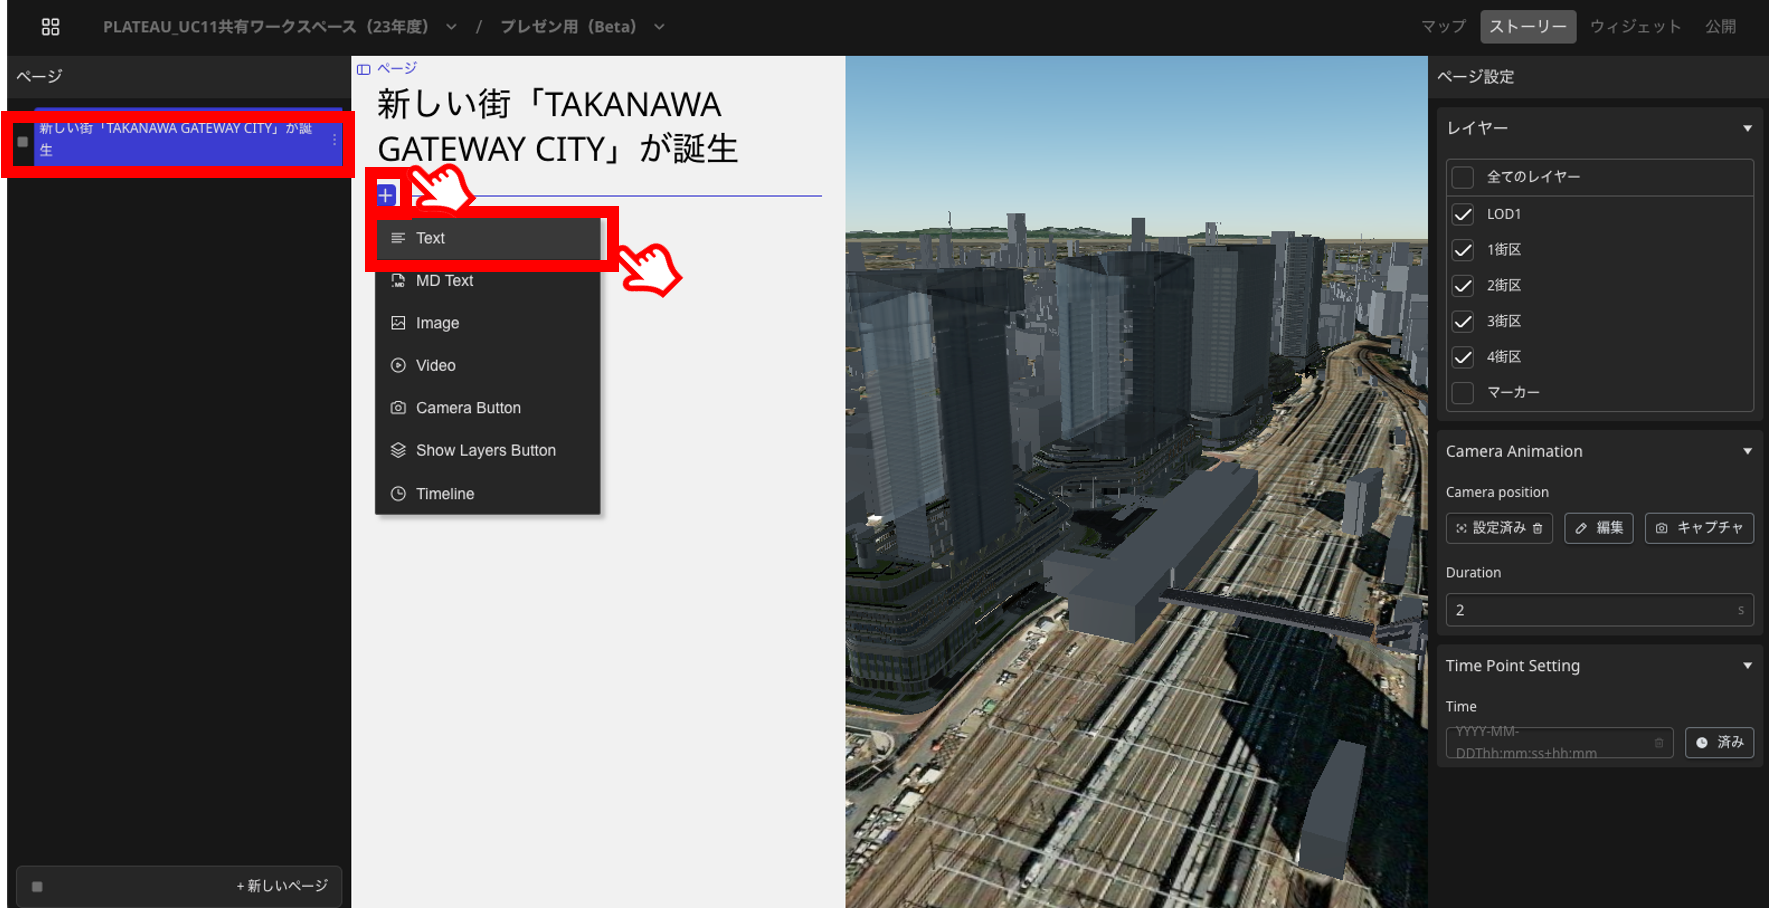 PLATEAU_UC11共有ワークスペース（23年度） / プレゼン用（Beta）
マップ ストーリー ウィジェット 公開
ページ
新しい街「TAKANAWA GATEWAY CITY」が誕
生
+ 新しいページ
ページ
新しい街「TAKANAWA
GATEWAY CITY」が誕生
Text
MD Text
Image
Video
Camera Button
Show Layers Button
Timeline
ページ設定
レイヤー
全てのレイヤー
LOD1
1街区
2街区
3街区
4街区
マーカー
Camera Animation
Camera position
設定済み 編集 キャプチャ
Duration
2 s
Time Point Setting
Time
YYYY-MM-
DDThh:mm:ss±hh:mm
済み